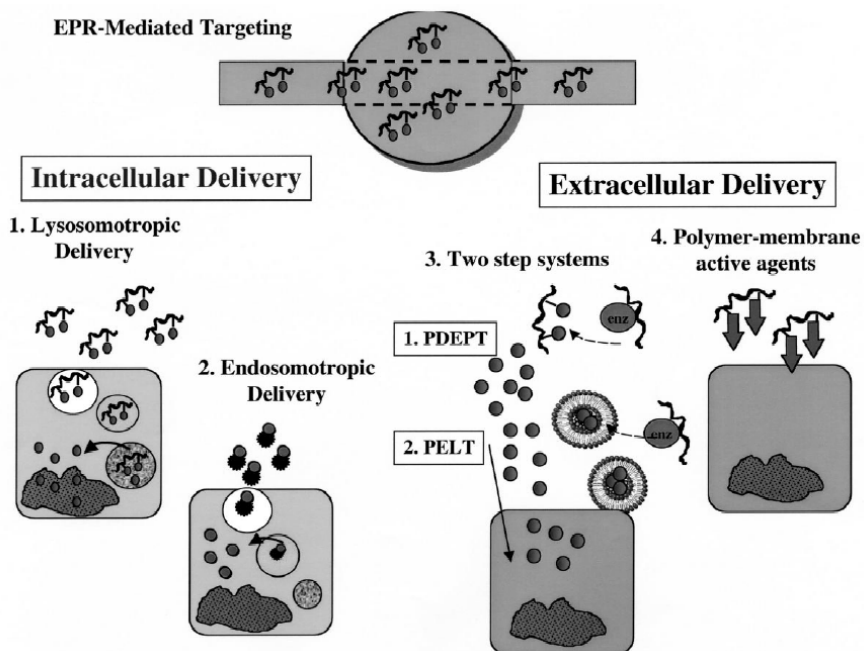 EPR-Mediated Targeting
Intracellular Delivery
Extracellular Delivery
1. Lysosomotropic
Delivery
2. Endosomotropic
Delivery
3. Two step systems
1. PDEPT
enz
2. PELT
enz
4. Polymer-membrane
active agents